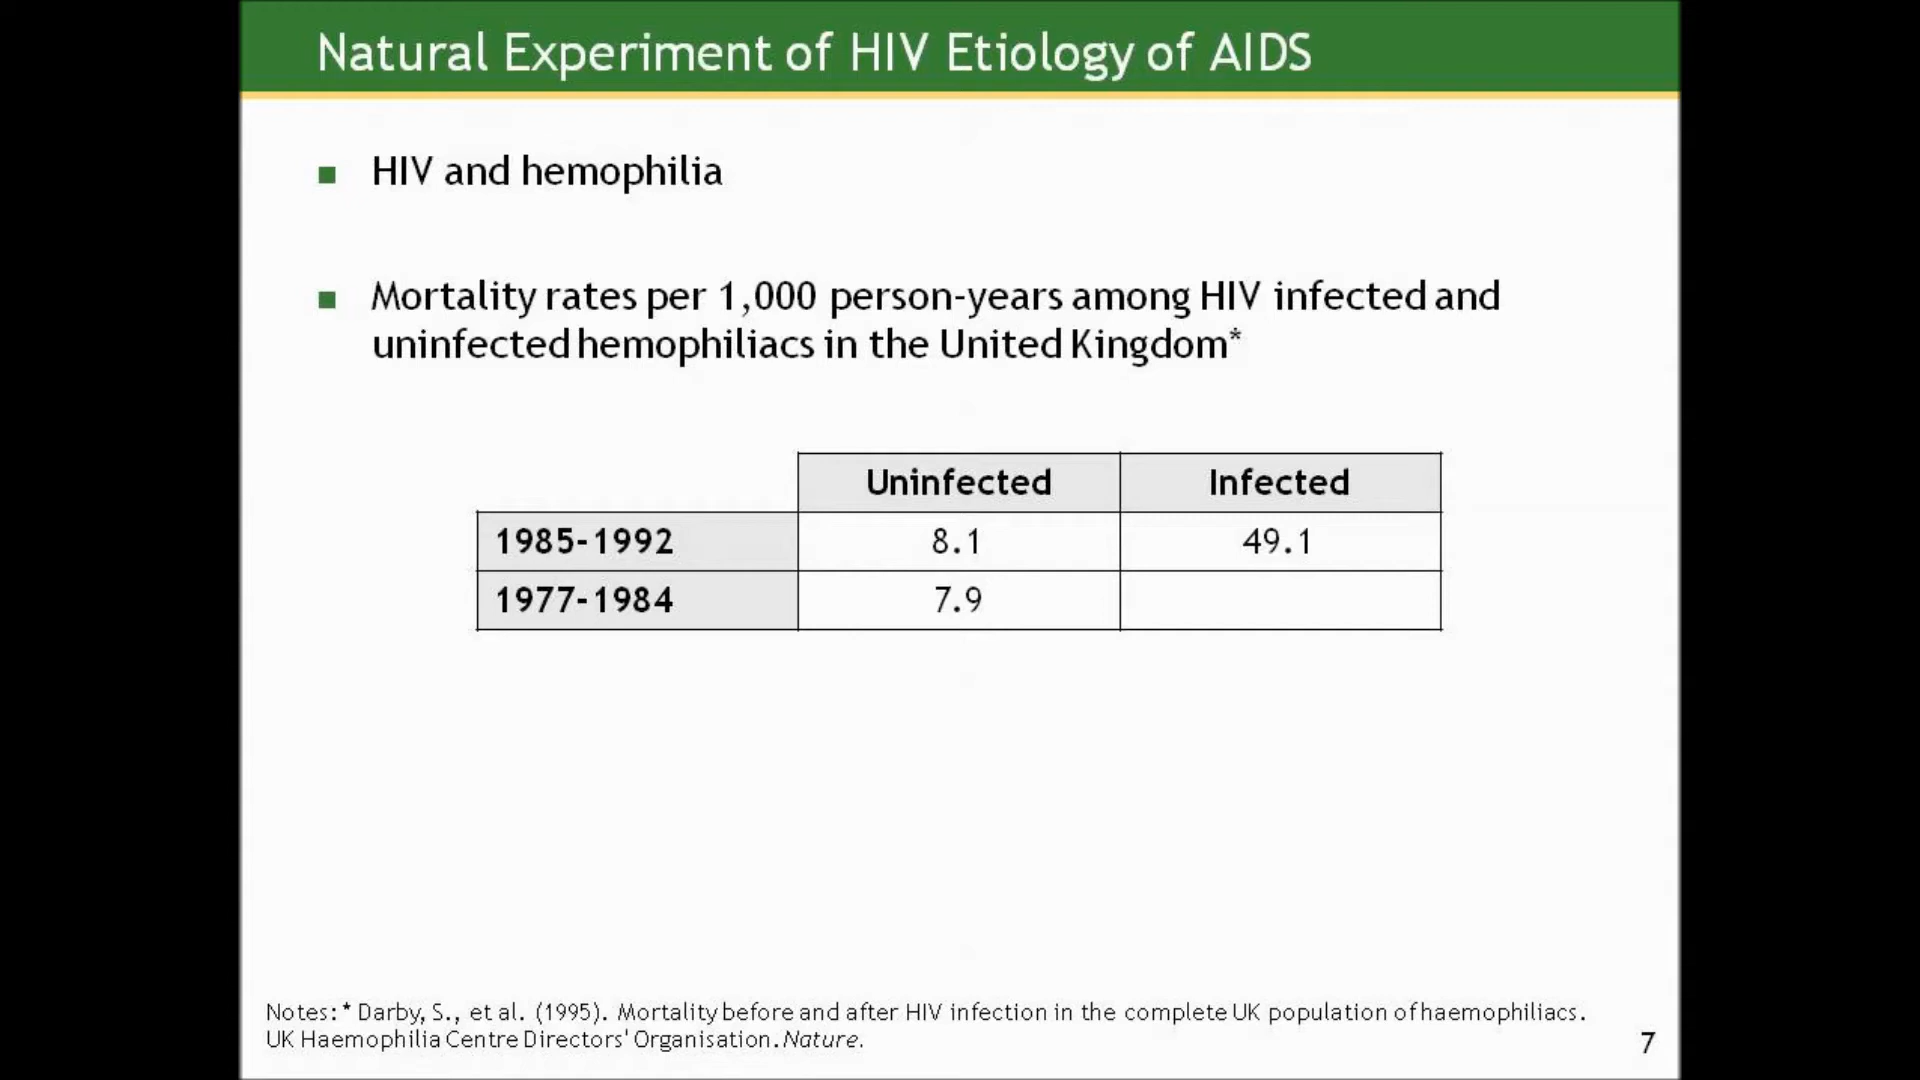 Natural Experiment of HIV Etiology of AIDS
HIV and hemophilia
Mortality rates per 1,000 person-years among HIV infected and
uninfected hemophiliacs in the United Kingdom*
Uninfected Infected
1985-1992 8.1 49.1
1977-1984 7.9
Notes: * Darby, S., et al. (1995). Mortality before and after HIV infection in the complete UK population of haemophiliacs.
UK Haemophilia Centre Directors' Organisation. Nature.
7